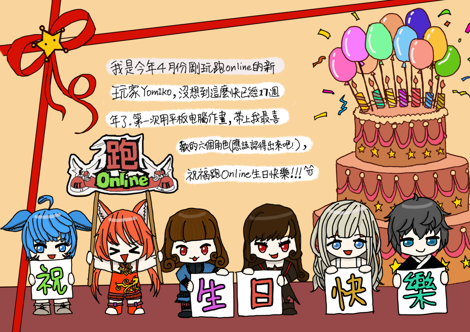 我是今年4月份剛玩跑online的新
玩家Yomiko,沒想到這麼快已經11週
年了.第一次用平板電腦作畫,帶上我最喜
歡的六個角色(應該認得出來吧!),
祝福跑Online生日快樂!!!
跑
Online
祝 生 日 快 樂